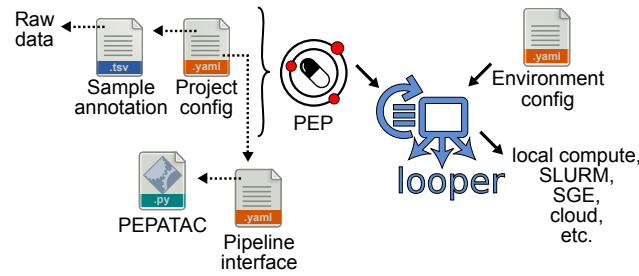 Raw
data
.tsv
Sample
annotation
.yaml
Project
config
PEP
.yaml
Environment
config
looper
local compute,
SLURM,
SGE,
cloud,
etc.
.py
PEPATAC
.yaml
Pipeline
interface